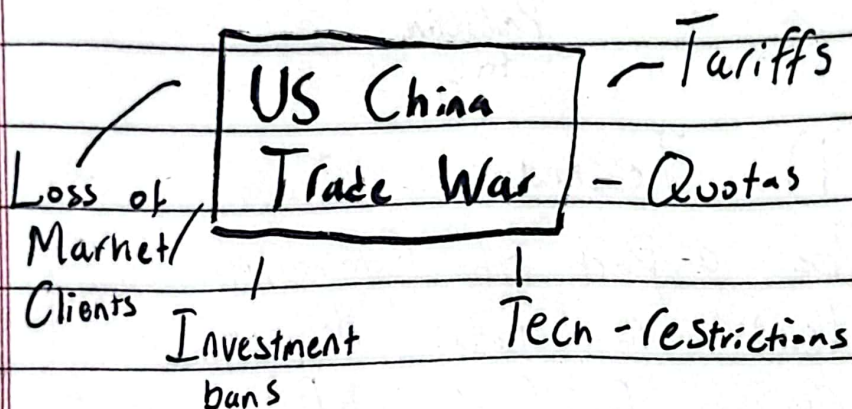 US China
Trade War
Tariffs
Quotas
Tech - restrictions
Investment
bans
Loss of
Market/
Clients